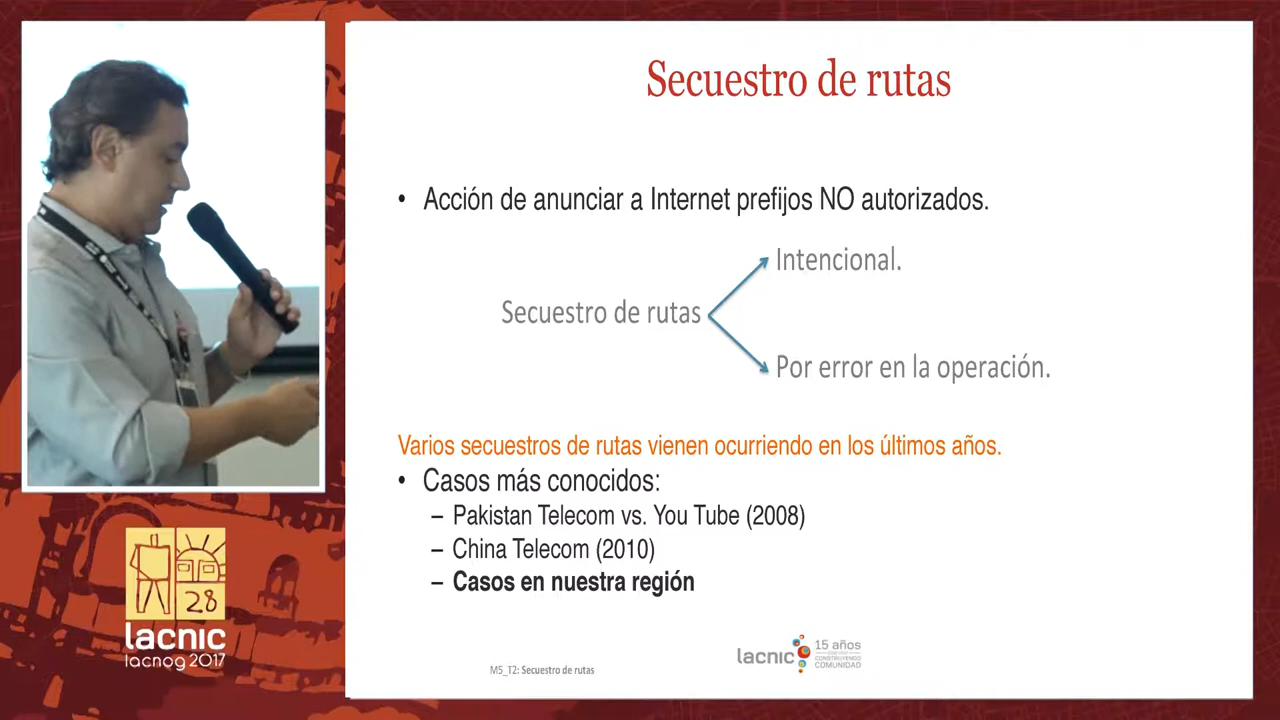 Secuestro de rutas
• Acción de anunciar a Internet prefijos NO autorizados.
Intencional.
Secuestro de rutas
Por error en la operación.
Varios secuestros de rutas vienen ocurriendo en los últimos años.
• Casos más conocidos:
– Pakistan Telecom vs. You Tube (2008)
– China Telecom (2010)
– Casos en nuestra región
28
lacnic
lacnog 2017
lacnic
15 años
CONSTRUYENDO
COMUNIDAD
M5_T2: Secuestro de rutas